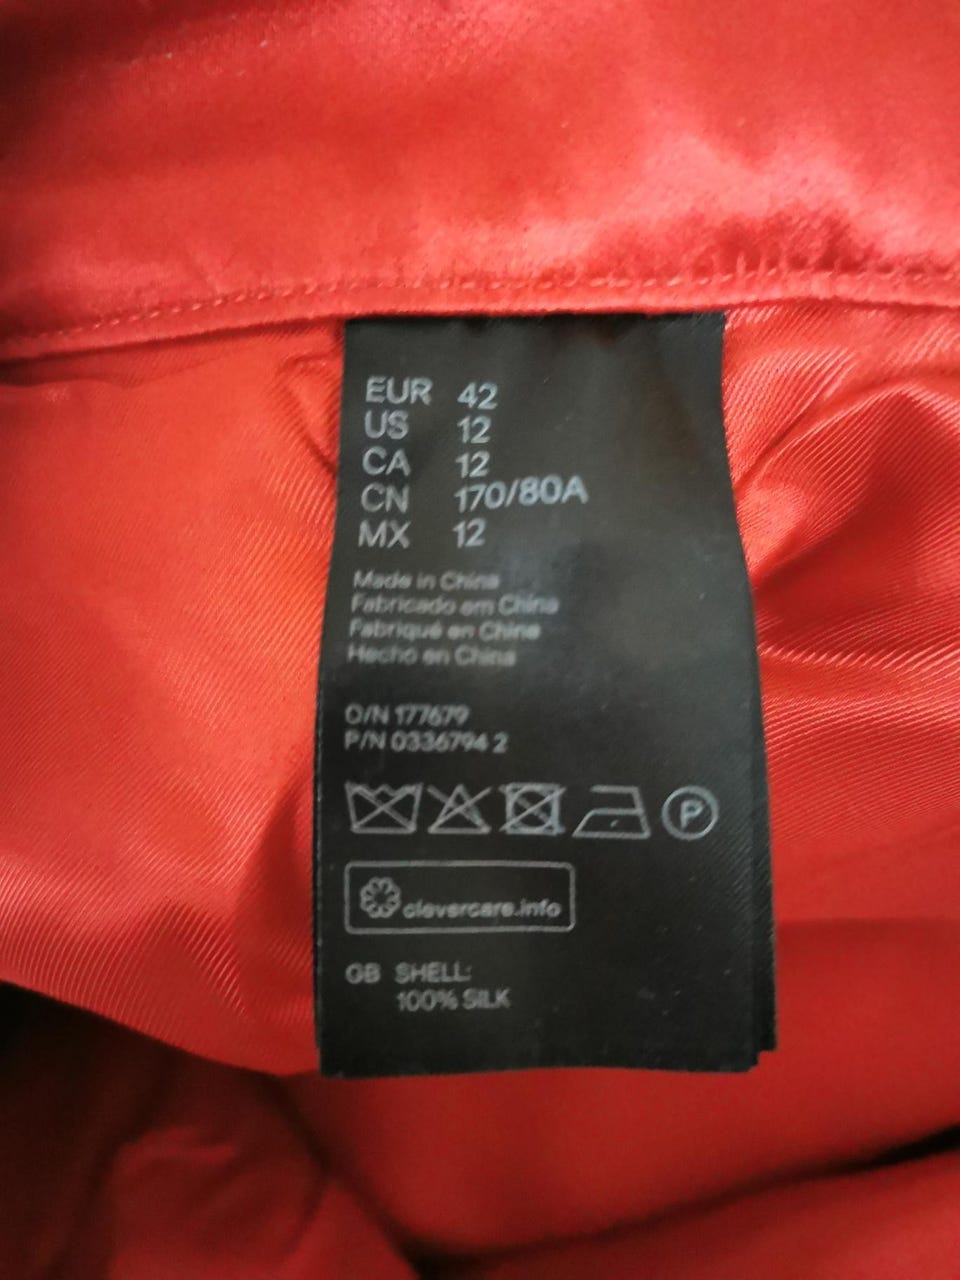 EUR 42
US 12
CA 12
CN 170/80A
MX 12
Made in China
Fabricado em China
Fabriqué en Chine
Hecho en China
O/N 177679
P/N 0336794 2
P
clevercare.info
GB SHELL:
100% SILK